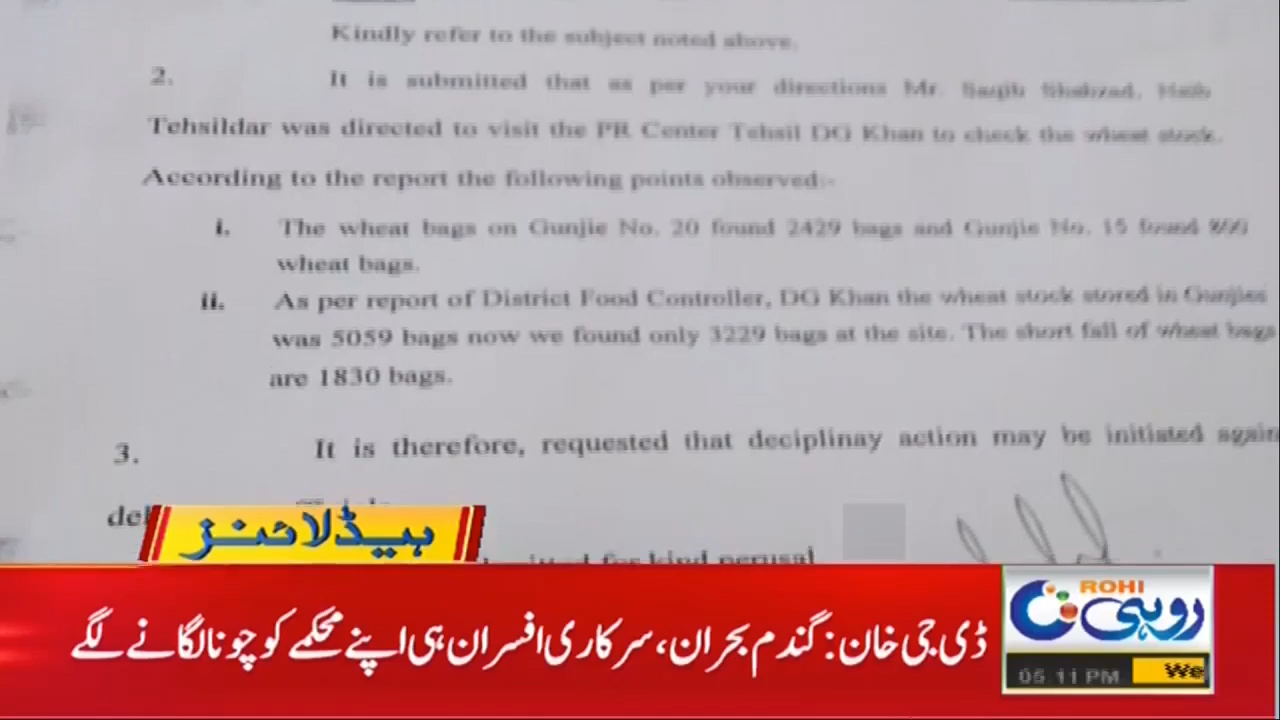 Kindly refer to the subject noted above.
2. It is submitted that as per your directions Mr. Saqib Shahzad, Naib
Tehsildar was directed to visit the PR Center Tehsil DG Khan to check the wheat stock.
According to the report the following points observed:-
i. The wheat bags on Gunjie No. 20 found 2429 bags and Gunjie No. 15 found 800
wheat bags.
ii. As per report of District Food Controller, DG Khan the wheat stock stored in Gunjies
was 5059 bags now we found only 3229 bags at the site. The short fall of wheat bags
are 1830 bags.
3. It is therefore, requested that deciplinay action may be initiated again
for kind perusal
ہیڈلائنز
ڈی جی خان: گندم بحران، سرکاری افسران ہی اپنے محکمے کو چونا لگانے لگے
ROHI
روہی
05:11 PM
We